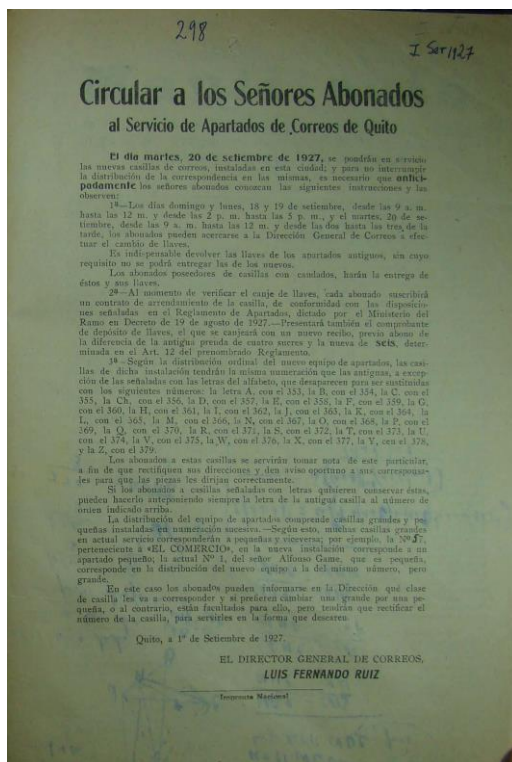 298
I Set 1927
Circular a los Señores Abonados
al Servicio de Apartados de Correos de Quito
El día martes, 20 de setiembre de 1927, se pondrán en servicio
las nuevas casillas de correos, instaladas en esta ciudad; y para no interrumpir
la distribución de la correspondencia en las mismas, es necesario que antici-
padamente los señores abonados conozcan las siguientes instrucciones y las
observen:
1ª—Los días domingo y lunes, 18 y 19 de setiembre, desde las 9 a. m.
hasta las 12 m. y desde las 2 p. m. hasta las 5 p. m., y el martes, 20 de se-
tiembre, desde las 9 a. m. hasta las 12 m. y desde las dos hasta las tres de la
tarde, los abonados pueden acercarse a la Dirección General de Correos a efec-
tuar el cambio de llaves.
Es indispensable devolver las llaves de los apartados antiguos, sin cuyo
requisito no se podrá entregar las de los nuevos.
Los abonados poseedores de casillas con candados, harán la entrega de
éstos y sus llaves.
2ª—Al momento de verificar el canje de llaves, cada abonado suscribirá
un contrato de arrendamiento de la casilla, de conformidad con las disposicio-
nes señaladas en el Reglamento de Apartados, dictado por el Ministerio del
Ramo en Decreto de 19 de agosto de 1927.—Presentará también el comprobante
de depósito de llaves, el que se canjeará con un nuevo recibo, previo abono de
la diferencia de la antigua prenda de cuatro sucres y la nueva de seis, deter-
minada en el Art. 12 del prenombrado Reglamento.
3ª—Según la distribución ordinal del nuevo equipo de apartados, las casi-
llas de dicha instalación tendrán la misma numeración que las antiguas, a excep-
ción de las señaladas con las letras del alfabeto, que desaparecen para ser sustituidas
con los siguientes números: la letra A, con el 353, la B, con el 354, la C. con el
355, la Ch, con el 356, la D, con el 357, la E, con el 358, la F, con el 359, la G,
con el 360, la H, con el 361, la I, con el 362, la J, con el 363, la K, con el 364, la
L, con el 365, la M, con el 366, la N, con el 367, la O, con el 368, la P, con el
369, la Q, con el 370, la R, con el 371, la S, con el 372, la T, con el 373, la U,
con el 374, la V, con el 375, la W, con el 376, la X, con el 377, la Y, con el 378,
y la Z, con el 379.
Los abonados a estas casillas se servirán tomar nota de este particular,
a fin de que rectifiquen sus direcciones y den aviso oportuno a sus corresponsa-
les para que las piezas les dirijan correctamente.
Si los abonados a casillas señaladas con letras quisieren conservar éstas,
pueden hacerlo anteponiendo siempre la letra de la antigua casilla al número de
orden indicado arriba.
La distribución del equipo de apartados comprende casillas grandes y pe-
queñas instaladas en numeración sucesiva.—Según esto, muchas casillas grandes
en actual servicio corresponderán a pequeñas y viceversa; por ejemplo, la Nº 57,
perteneciente a «EL COMERCIO», en la nueva instalación corresponde a un
apartado pequeño; la actual Nº 1, del señor Alfonso Game, que es pequeña,
corresponde en la distribución del nuevo equipo a la del mismo número, pero
grande.
En este caso los abonados pueden informarse en la Dirección qué clase
de casilla les va a corresponder y si prefieren cambiar una grande por una pe-
queña, o al contrario, están facultados para ello, pero tendrán que rectificar el
número de la casilla, para servirles en la forma que deseare.
Quito, a 1º de Setiembre de 1927.
EL DIRECTOR GENERAL DE CORREOS,
LUIS FERNANDO RUIZ
Imprenta Nacional